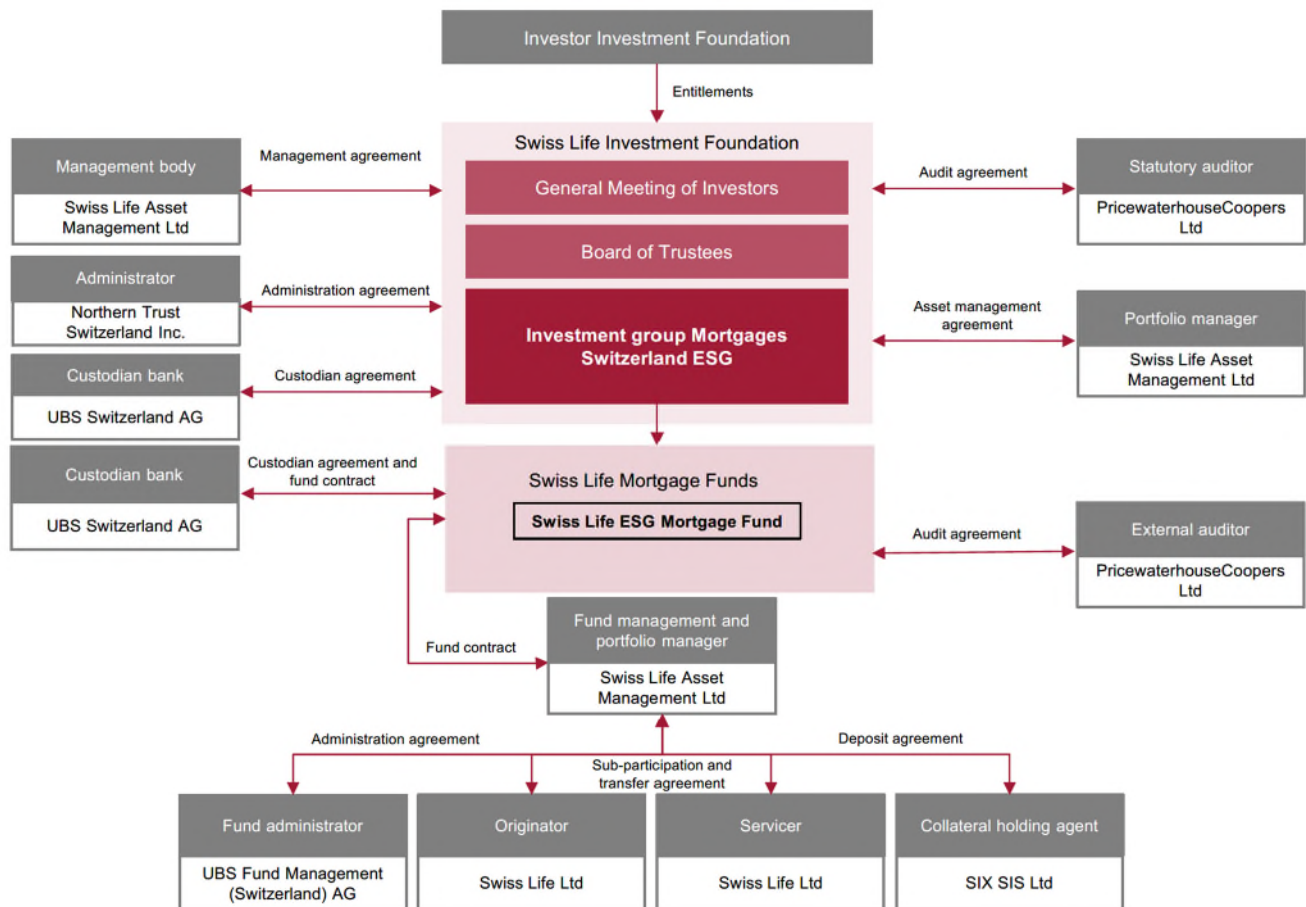 Investor Investment Foundation
Entitlements
Swiss Life Investment Foundation
General Meeting of Investors
Board of Trustees
Investment group Mortgages
Switzerland ESG
Management agreement
Management body
Swiss Life Asset
Management Ltd
Administration agreement
Administrator
Northern Trust
Switzerland Inc.
Custodian agreement
Custodian bank
UBS Switzerland AG
Audit agreement
Statutory auditor
PricewaterhouseCoopers
Ltd
Asset management
agreement
Portfolio manager
Swiss Life Asset
Management Ltd
Custodian bank
UBS Switzerland AG
Custodian agreement and
fund contract
Swiss Life Mortgage Funds
Swiss Life ESG Mortgage Fund
Audit agreement
External auditor
PricewaterhouseCoopers
Ltd
Fund contract
Fund management and
portfolio manager
Swiss Life Asset
Management Ltd
Administration agreement
Sub-participation and
transfer agreement
Deposit agreement
Fund administrator
UBS Fund Management
(Switzerland) AG
Originator
Swiss Life Ltd
Servicer
Swiss Life Ltd
Collateral holding agent
SIX SIS Ltd